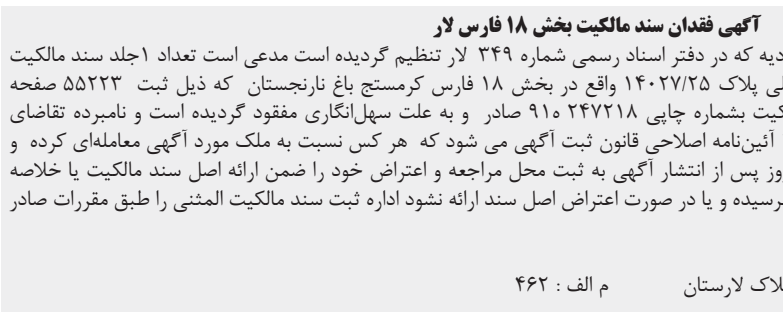 آگهی فقدان سند مالکیت بخش ۱۸ فارس لار
دیه که در دفتر اسناد رسمی شماره ۳۴۹ لار تنظیم گردیده است مدعی است تعداد ۱جلد سند مالکیت
لی پلاک ۱۴۰۲۷/۲۵ واقع در بخش ۱۸ فارس کرمستج باغ نارنجستان که ذیل ثبت ۵۵۲۲۳ صفحه
کیت بشماره چاپی ۲۴۷۲۱۸ ه۹۱ صادر و به علت سهل‌انگاری مفقود گردیده است و نامبرده تقاضای
آئین‌نامه اصلاحی قانون ثبت آگهی می شود که هر کس نسبت به ملک مورد آگهی معامله‌ای کرده و
وز پس از انتشار آگهی به ثبت محل مراجعه و اعتراض خود را ضمن ارائه اصل سند مالکیت یا خلاصه
رسیده و یا در صورت اعتراض اصل سند ارائه نشود اداره ثبت سند مالکیت المثنی را طبق مقررات صادر
لاک لارستان م الف : ۴۶۲